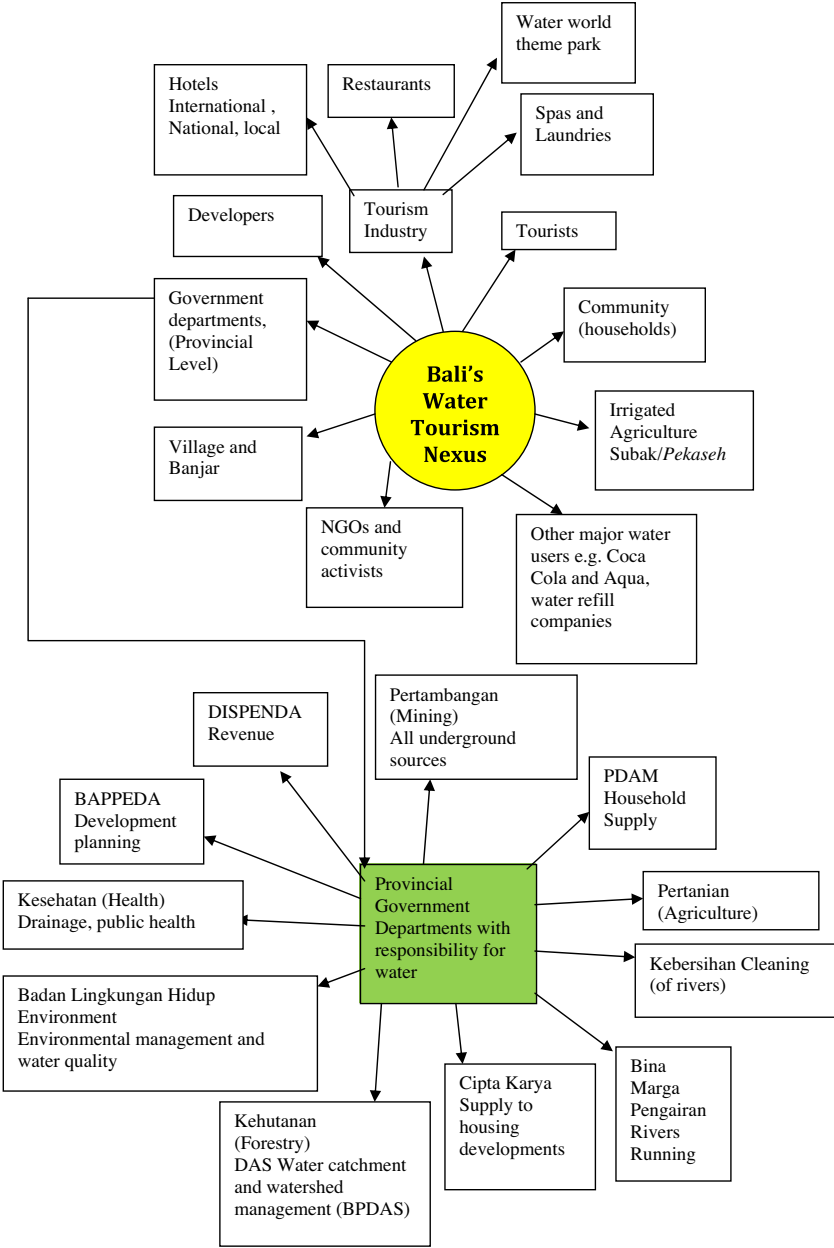 Water world
theme park
Hotels
International ,
National, local
Restaurants
Spas and
Laundries
Developers
Tourism
Industry
Tourists
Government
departments,
(Provincial
Level)
Community
(households)
Bali’s
Water
Tourism
Nexus
Irrigated
Agriculture
Subak/Pekaseh
Village and
Banjar
NGOs and
community
activists
Other major water
users e.g. Coca
Cola and Aqua,
water refill
companies
DISPENDA
Revenue
Pertambangan
(Mining)
All underground
sources
PDAM
Household
Supply
BAPPEDA
Development
planning
Provincial
Government
Departments with
responsibility for
water
Kesehatan (Health)
Drainage, public health
Pertanian
(Agriculture)
Kebersihan Cleaning
(of rivers)
Badan Lingkungan Hidup
Environment
Environmental management and
water quality
Kehutanan
(Forestry)
DAS Water catchment
and watershed
management (BPDAS)
Cipta Karya
Supply to
housing
developments
Bina
Marga
Pengairan
Rivers
Running